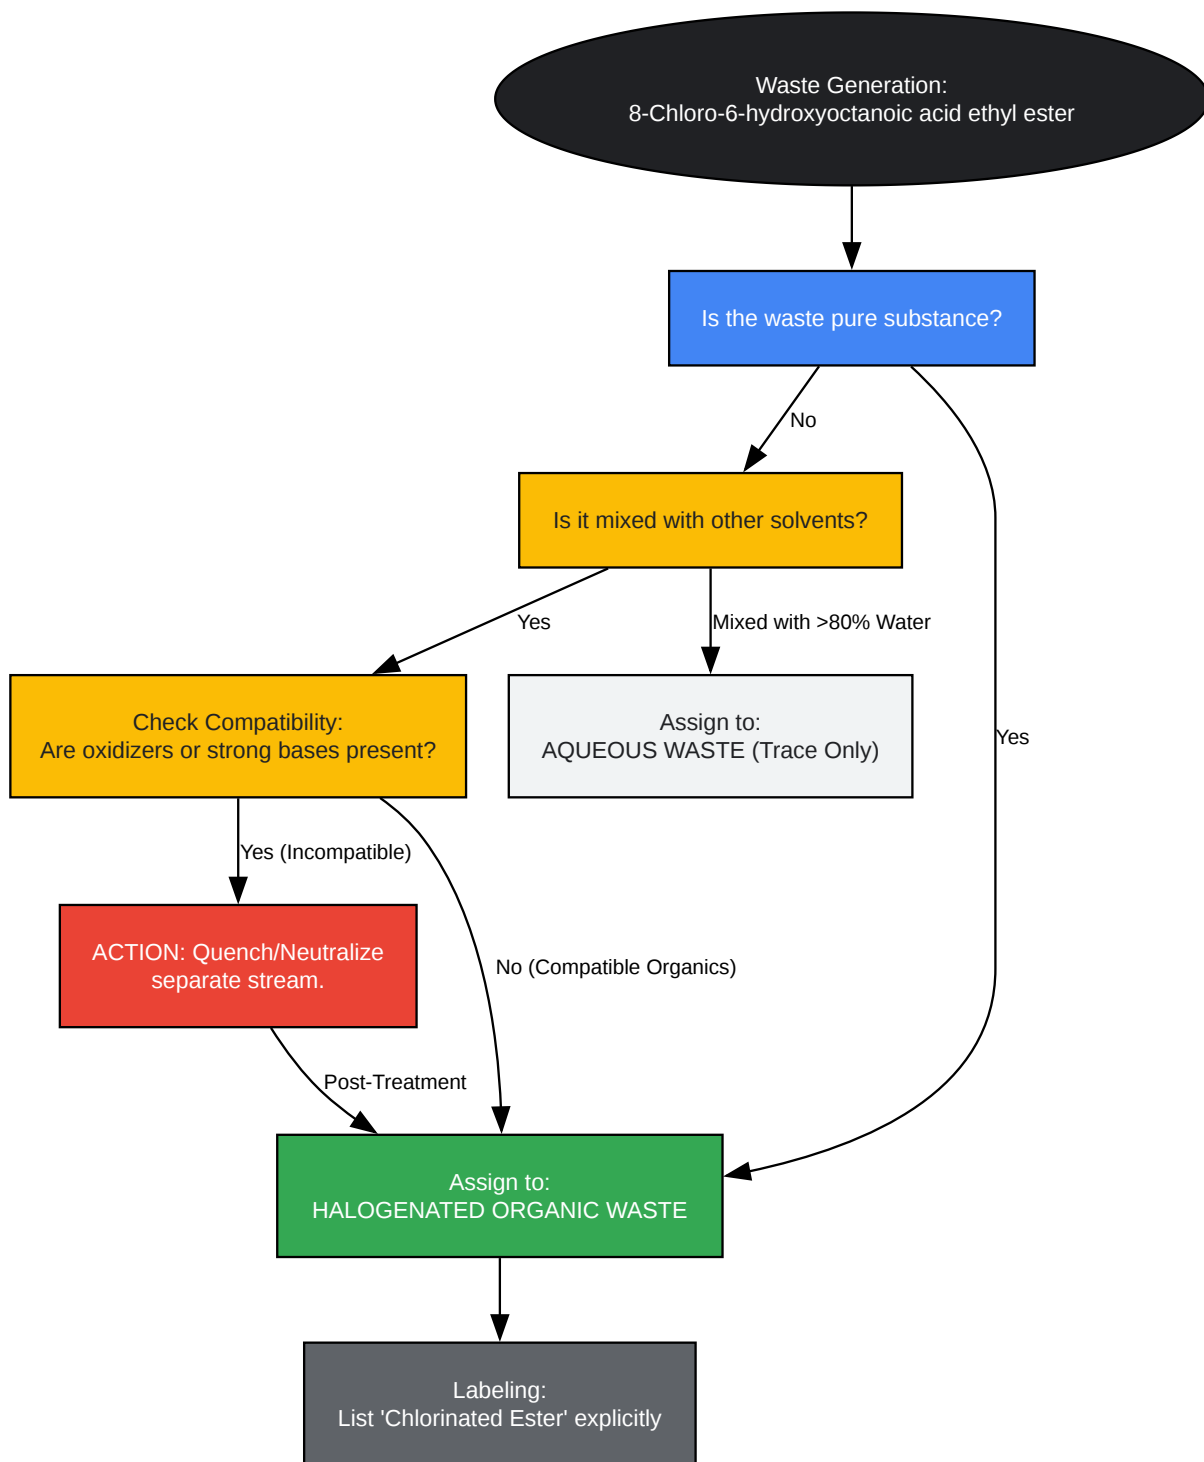 Waste Generation:
8-Chloro-6-hydroxyoctanoic acid ethyl ester
Is the waste pure substance?
No
Is it mixed with other solvents?
Yes
Mixed with >80% Water
Check Compatibility:
Are oxidizers or strong bases present?
Assign to:
AQUEOUS WASTE (Trace Only)
Yes
Yes (Incompatible)
ACTION: Quench/Neutralize
separate stream.
No (Compatible Organics)
Post-Treatment
Assign to:
HALOGENATED ORGANIC WASTE
Labeling:
List 'Chlorinated Ester' explicitly